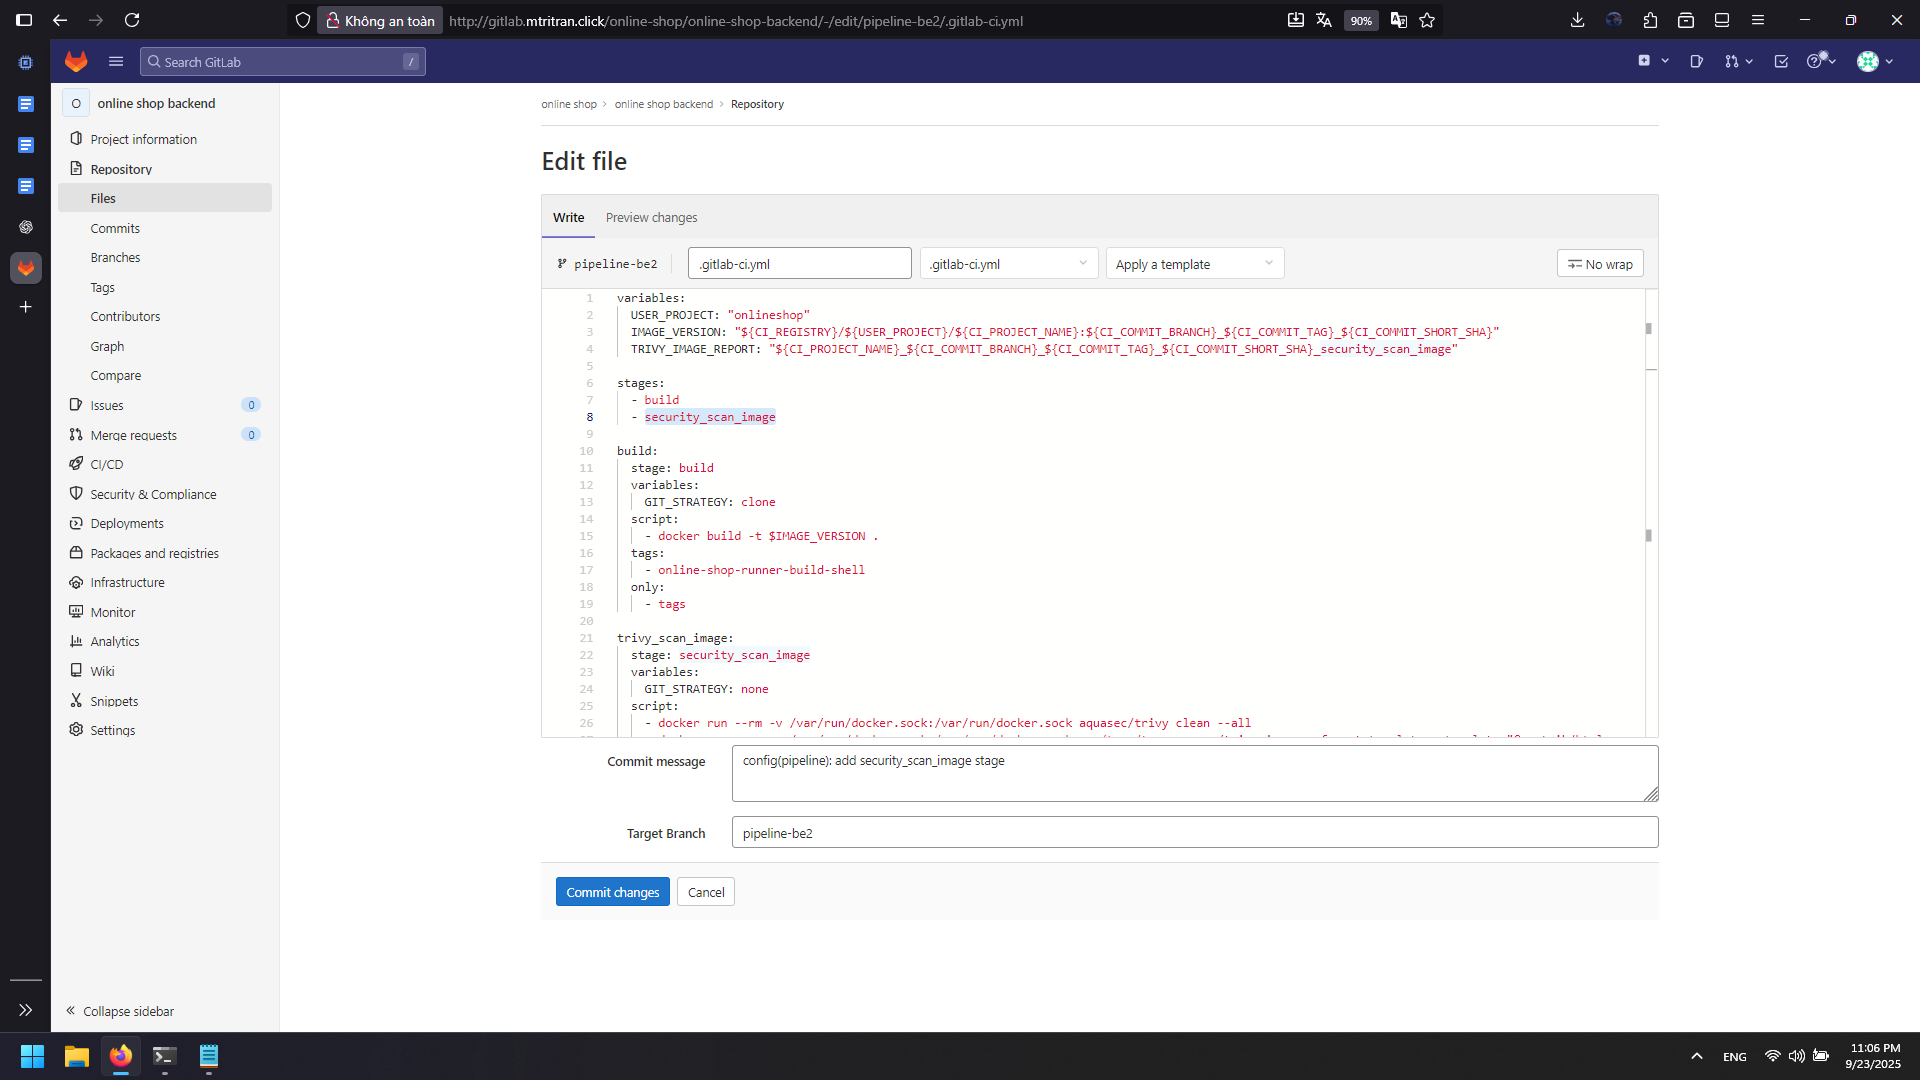 Không an toàn
http://gitlab.mtritran.click/online-shop/online-shop-backend/-/edit/pipeline-be2/.gitlab-ci.yml
90%
Search GitLab
/
O
online shop backend
Project information
Repository
Files
Commits
Branches
Tags
Contributors
Graph
Compare
Issues
0
Merge requests
0
CI/CD
Security & Compliance
Deployments
Packages and registries
Infrastructure
Monitor
Analytics
Wiki
Snippets
Settings
Collapse sidebar
online shop
online shop backend
Repository
Edit file
Write
Preview changes
pipeline-be2
.gitlab-ci.yml
.gitlab-ci.yml
Apply a template
No wrap
1 variables:
2 USER_PROJECT: "onlineshop"
3 IMAGE_VERSION: "${CI_REGISTRY}/${USER_PROJECT}/${CI_PROJECT_NAME}:${CI_COMMIT_BRANCH}_${CI_COMMIT_TAG}_${CI_COMMIT_SHORT_SHA}"
4 TRIVY_IMAGE_REPORT: "${CI_PROJECT_NAME}_${CI_COMMIT_BRANCH}_${CI_COMMIT_TAG}_${CI_COMMIT_SHORT_SHA}_security_scan_image"
5
6 stages:
7 - build
8 - security_scan_image
9
10 build:
11 stage: build
12 variables:
13 GIT_STRATEGY: clone
14 script:
15 - docker build -t $IMAGE_VERSION .
16 tags:
17 - online-shop-runner-build-shell
18 only:
19 - tags
20
21 trivy_scan_image:
22 stage: security_scan_image
23 variables:
24 GIT_STRATEGY: none
25 script:
26 - docker run --rm -v /var/run/docker.sock:/var/run/docker.sock aquasec/trivy clean --all
Commit message
config(pipeline): add security_scan_image stage
Target Branch
pipeline-be2
Commit changes
Cancel
ENG
11:06 PM
9/23/2025